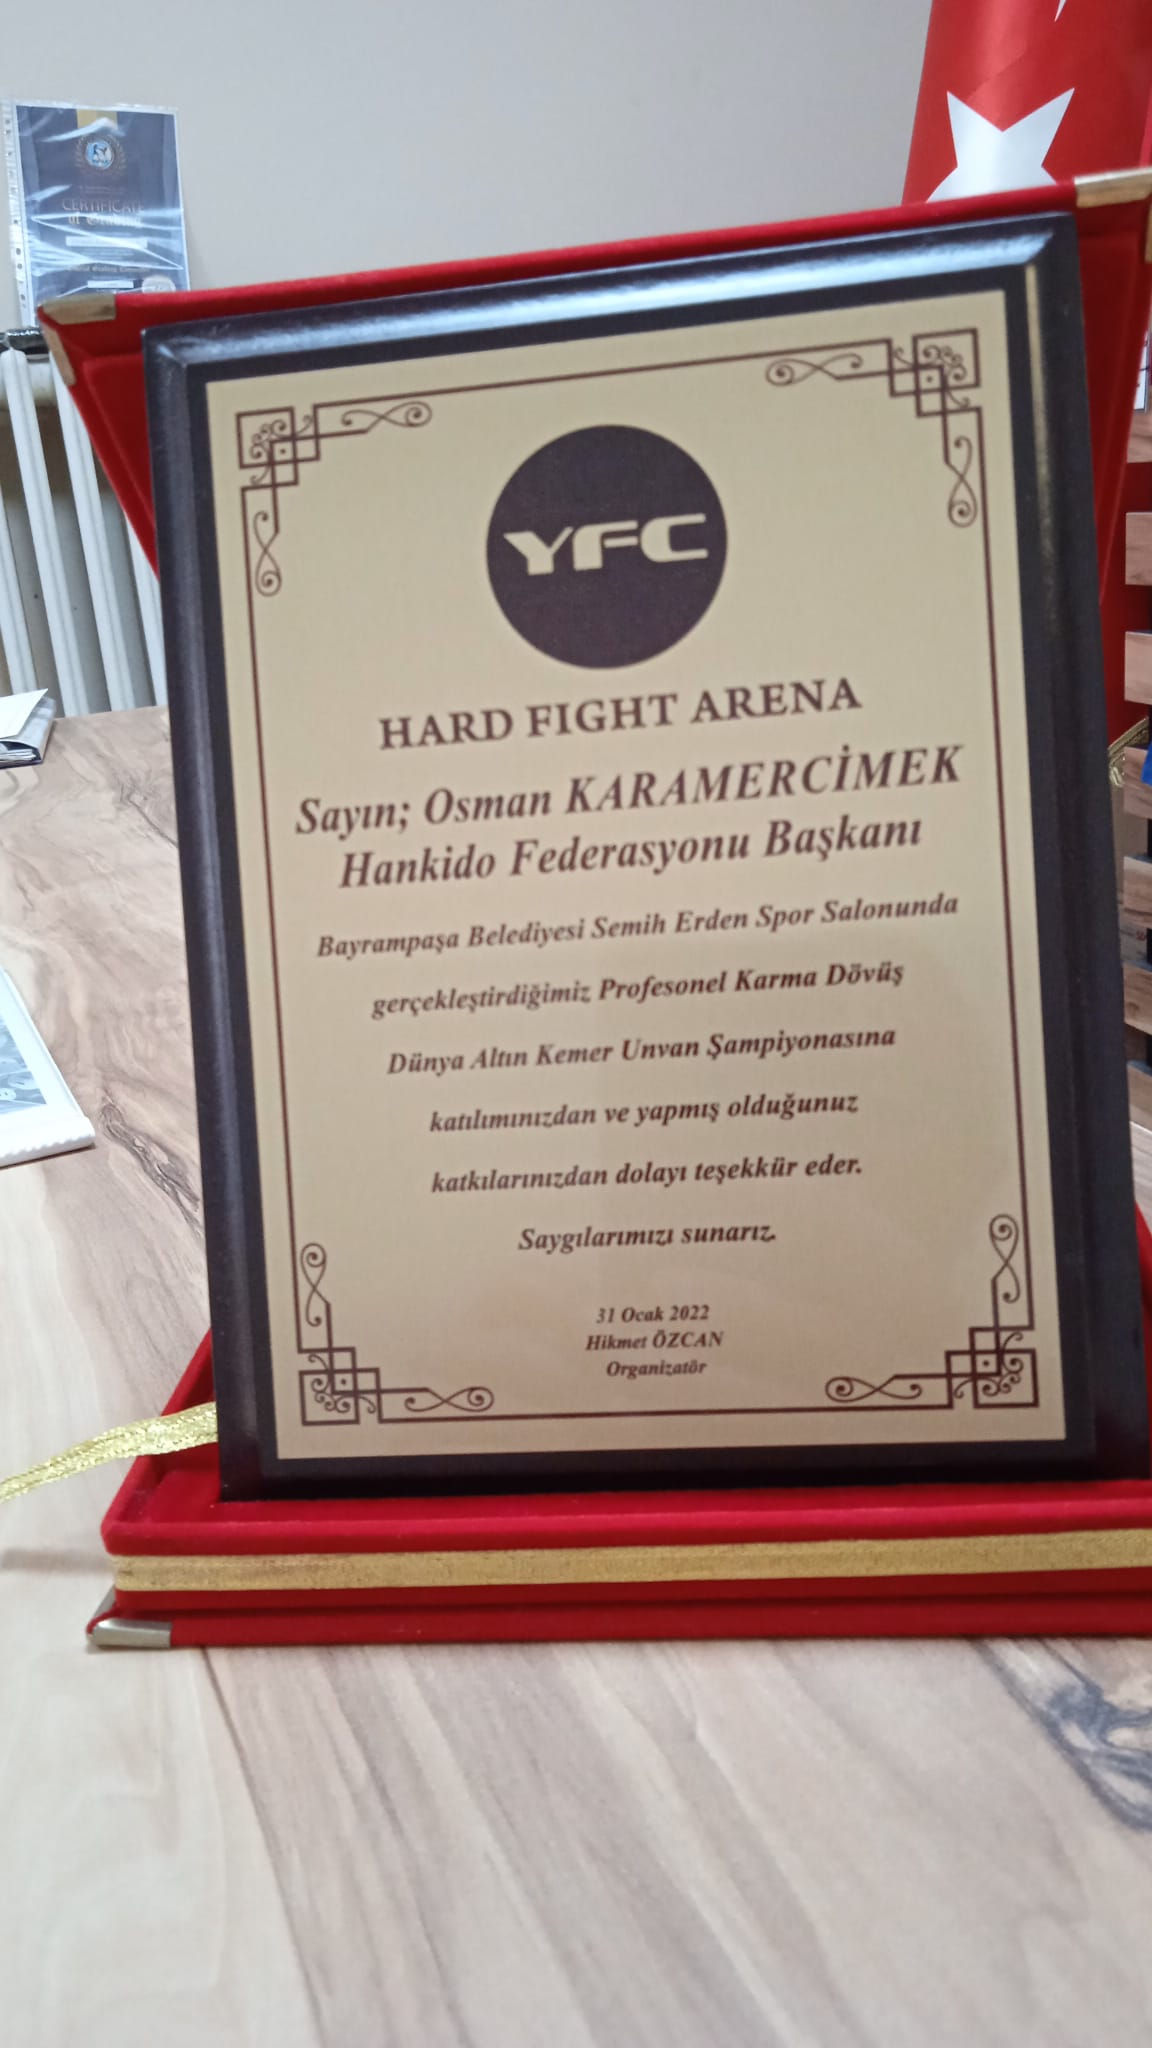 CERTIFICATE
YFC
HARD FIGHT ARENA
Sayın; Osman KARAMERCİMEK
Hankido Federasyonu Başkanı
Bayrampaşa Belediyesi Semih Erden Spor Salonunda
gerçekleştirdiğimiz Profesonel Karma Dövüş
Dünya Altın Kemer Unvan Şampiyonasına
katılımınızdan ve yapmış olduğunuz
katkılarınızdan dolayı teşekkür eder.
Saygılarımızı sunarız.
31 Ocak 2022
Hikmet ÖZCAN
Organizatör